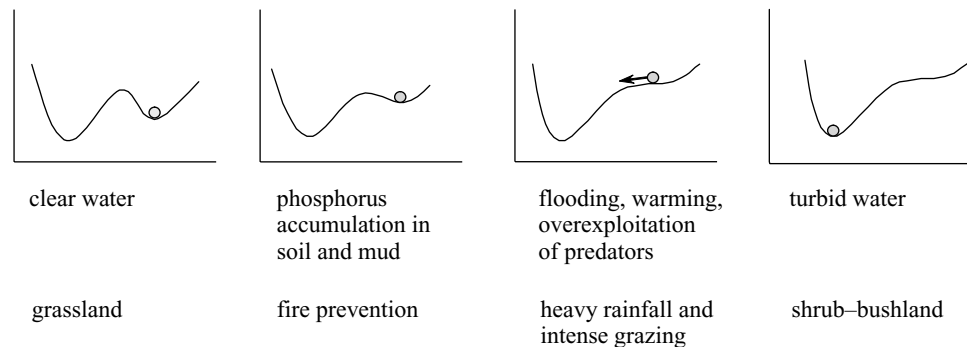 clear water
phosphorus
accumulation in
soil and mud
flooding, warming,
overexploitation
of predators
turbid water
grassland
fire prevention
heavy rainfall and
intense grazing
shrub–bushland